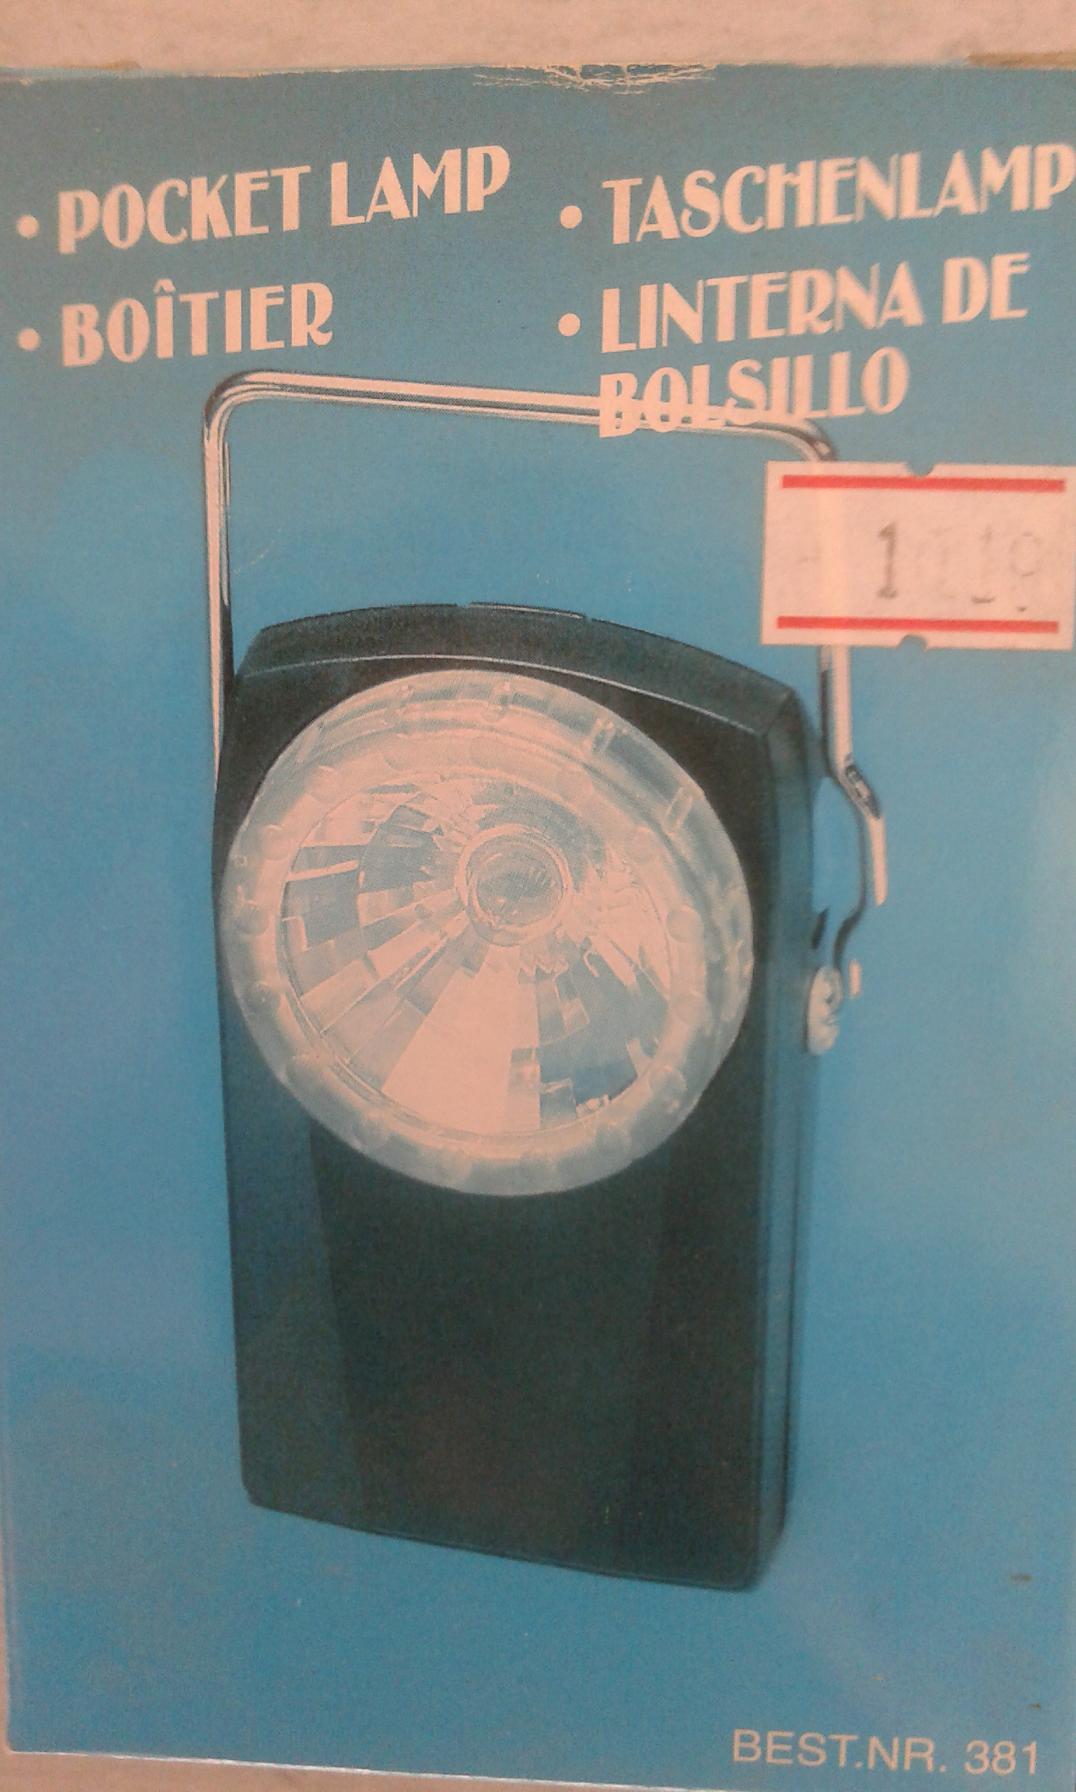 • POCKET LAMP
• BOÎTIER
• TASCHENLAMP
• LINTERNA DE
BOLSILLO
BEST.NR. 381